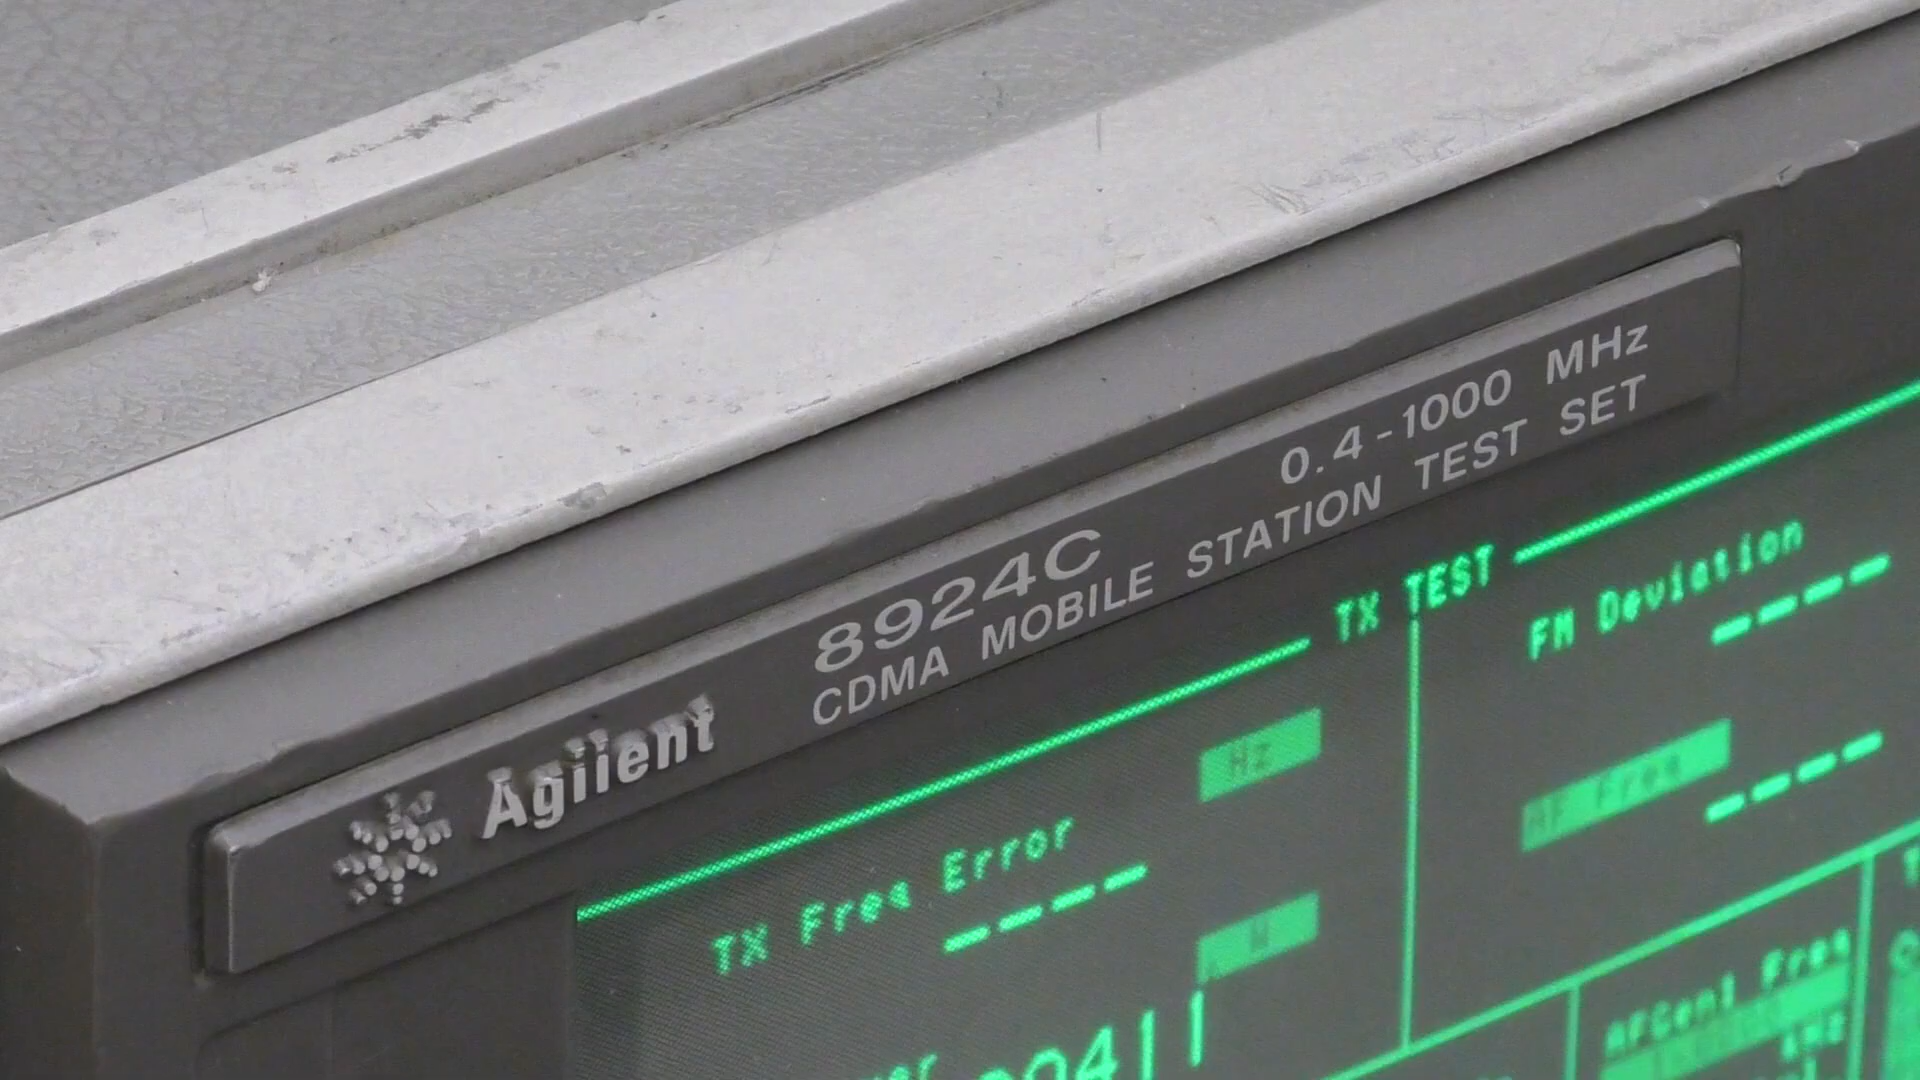 Agilent
8924C
0.4-1000 MHz
CDMA MOBILE STATION TEST SET
TX TEST
TX Freq Error
Hz
----
FM Deviation
----
AF Freq
----
W